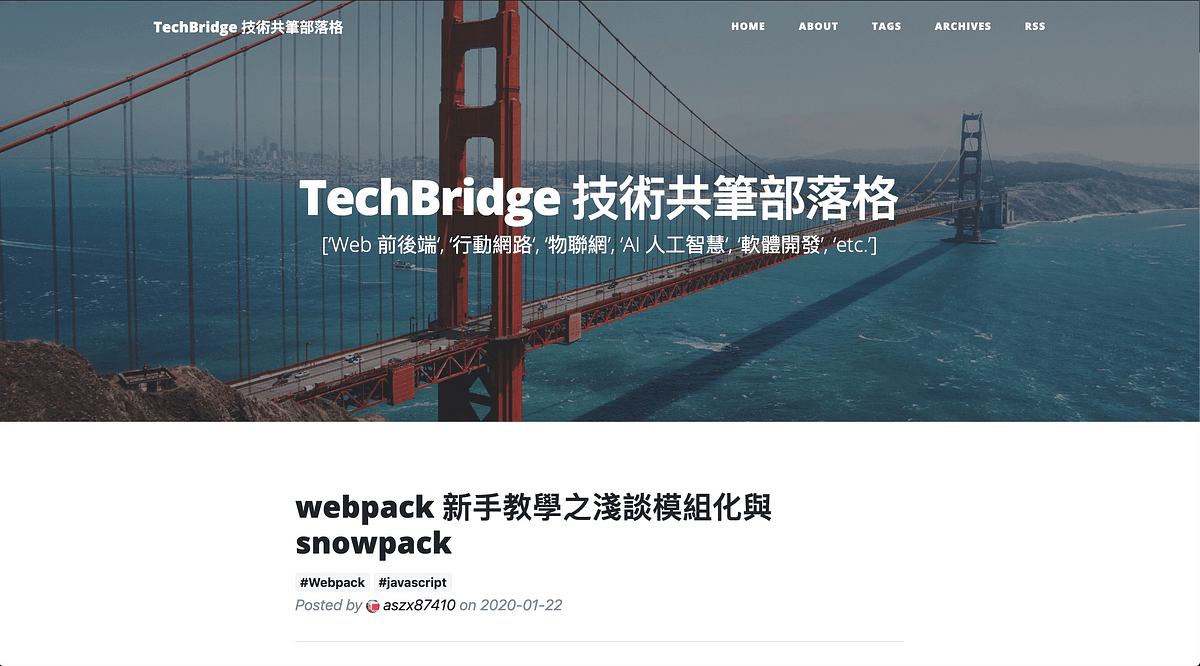 TechBridge 技術共筆部落格
HOME ABOUT TAGS ARCHIVES RSS
TechBridge 技術共筆部落格
['Web 前後端', '行動網路', '物聯網', 'AI 人工智慧', '軟體開發', 'etc.']
webpack 新手教學之淺談模組化與
snowpack
#Webpack #javascript
Posted by aszx87410 on 2020-01-22